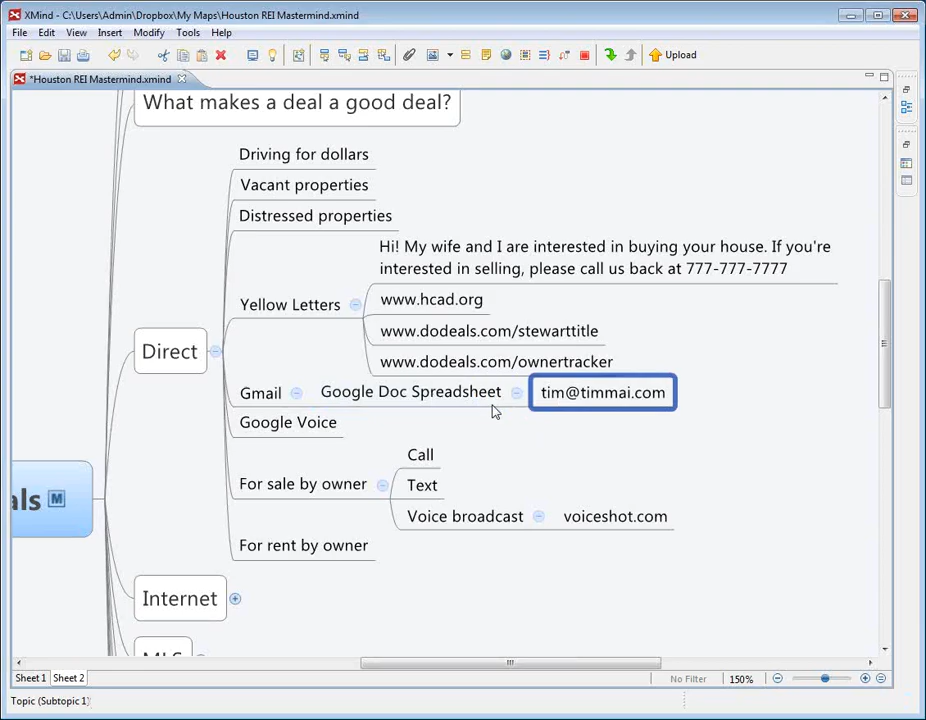 XMind - C:\Users\Admin\Dropbox\My Maps\Houston REI Mastermind.xmind
File Edit View Insert Modify Tools Help
Upload
*Houston REI Mastermind.xmind
What makes a deal a good deal?
Driving for dollars
Vacant properties
Distressed properties
Hi! My wife and I are interested in buying your house. If you're
interested in selling, please call us back at 777-777-7777
Yellow Letters
www.hcad.org
www.dodeals.com/stewarttitle
www.dodeals.com/ownertracker
Direct
Gmail Google Doc Spreadsheet tim@timmai.com
Google Voice
Call
For sale by owner
Text
Voice broadcast voiceshot.com
als M
For rent by owner
Internet
MLS
Sheet 1 Sheet 2
No Filter 150%
Topic (Subtopic 1)